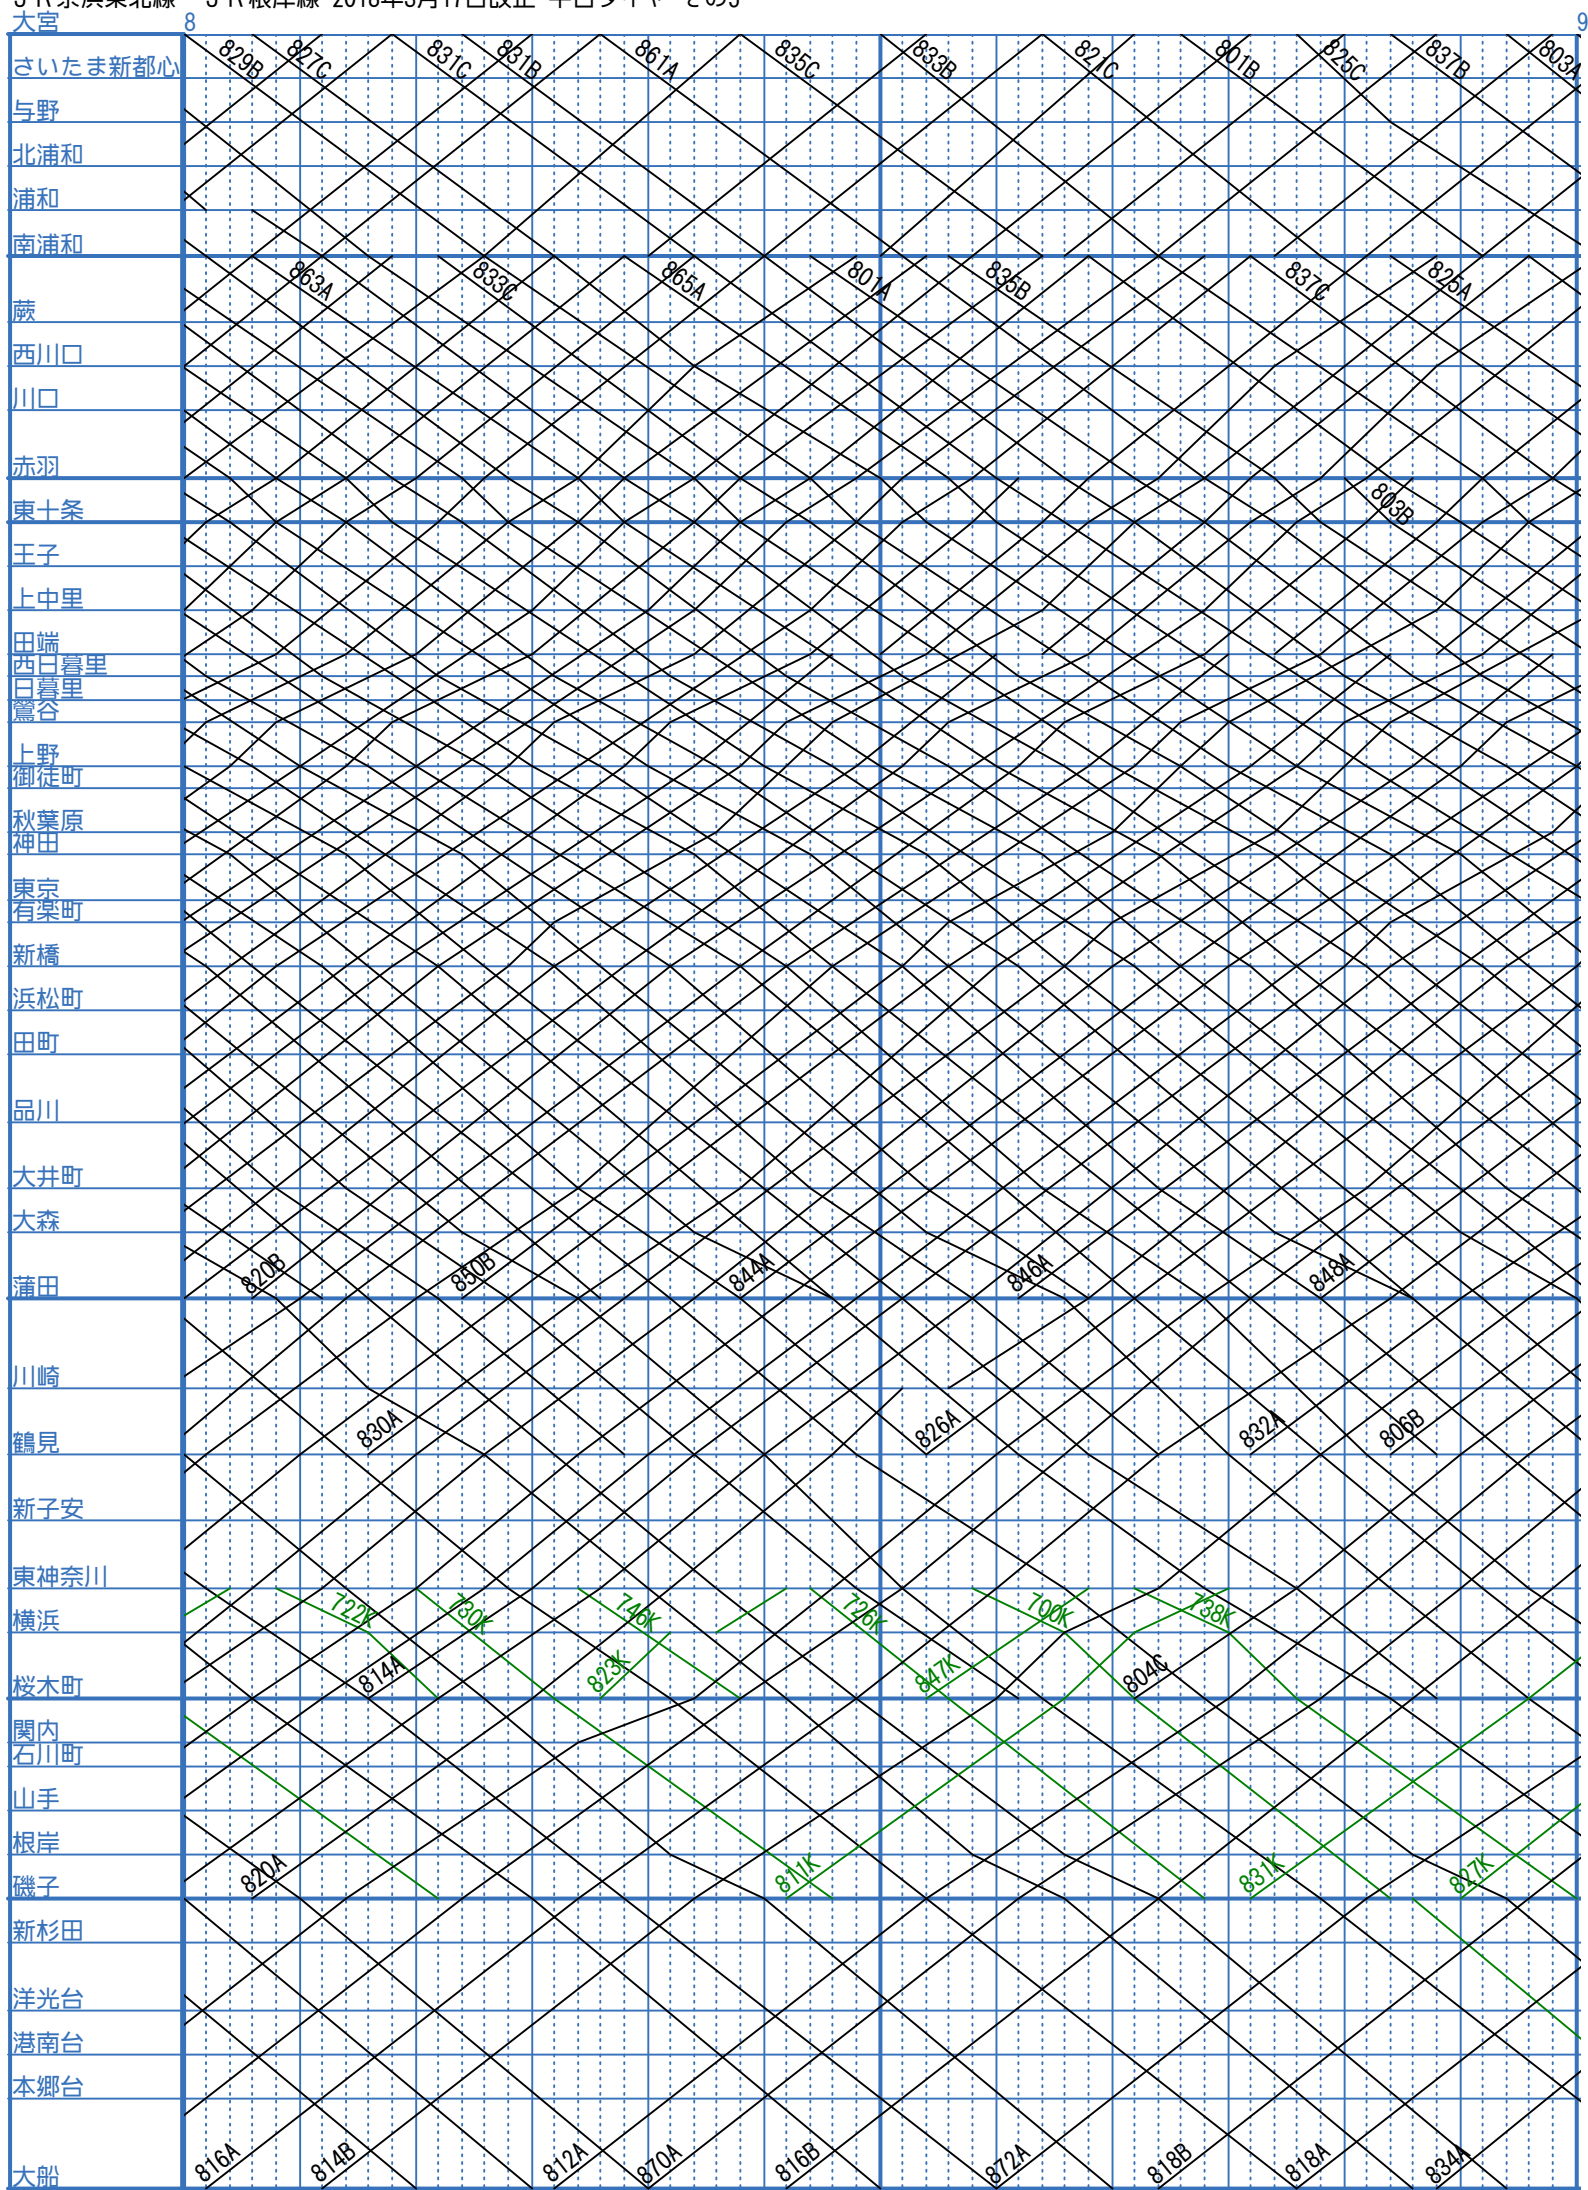 大宮 8 9
さいたま新都心 829B 827C 831C 831B 861A 835C 833B 821C 801B 825C 837B 803A
与野
北浦和
浦和
南浦和
863A 833C 865A 801A 835B 837C 825A
蕨
西川口
川口
赤羽
東十条 803B
王子
上中里
田端
西日暮里
日暮里
鶯谷
上野
御徒町
秋葉原
神田
東京
有楽町
新橋
浜松町
田町
品川
大井町
大森
蒲田 820B 850B 844A 846A 848A
川崎
鶴見 830A 826A 832A 806B
新子安
東神奈川
横浜 722K 730K 746K 726K 700K 738K
桜木町 814A 823K 847K 804C
関内
石川町
山手
根岸
磯子 820A 811K 831K 827K
新杉田
洋光台
港南台
本郷台
大船 816A 814B 812A 870A 816B 872A 818B 818A 834A